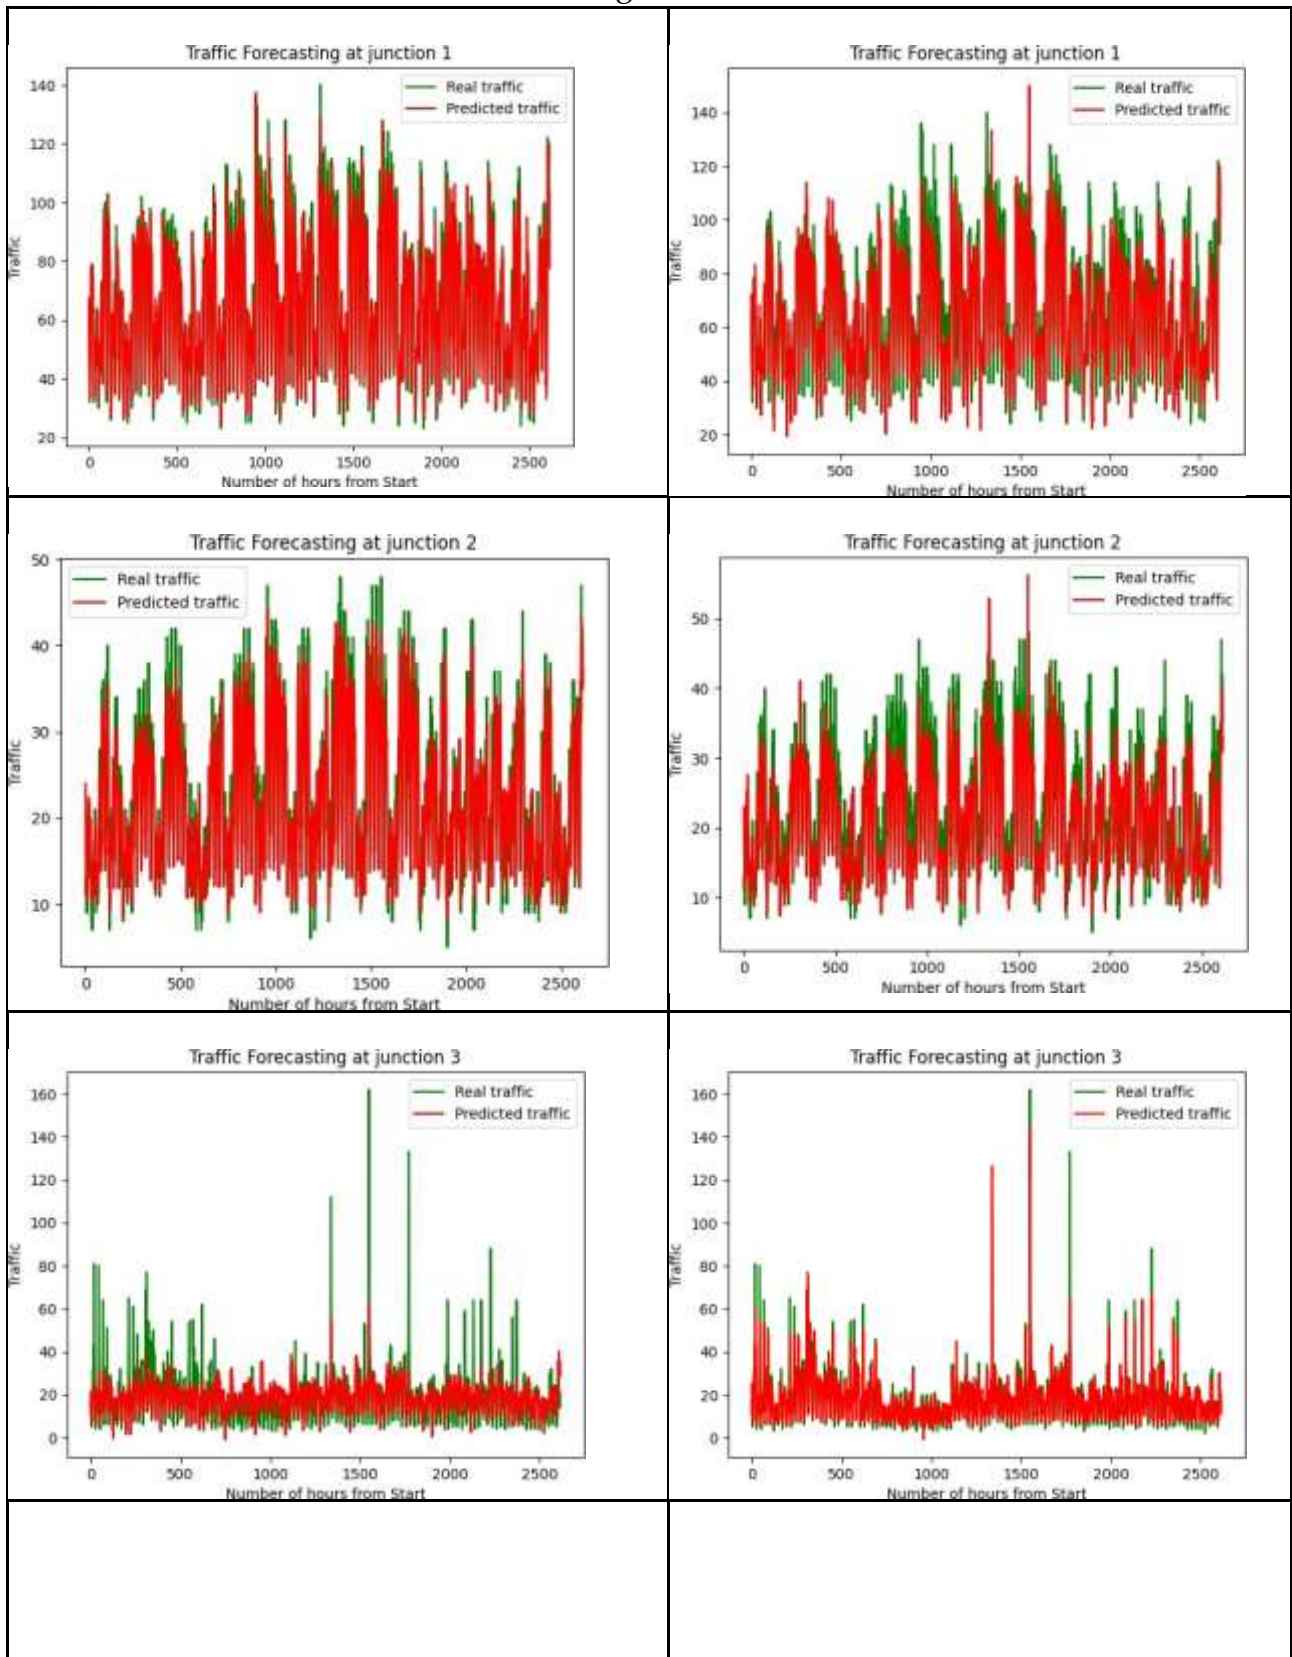 Traffic Forecasting at junction 1
Real traffic
Predicted traffic
140
120
100
80
60
40
20
Traffic
0 500 1000 1500 2000 2500
Number of hours from Start
Traffic Forecasting at junction 1
Real traffic
Predicted traffic
140
120
100
80
60
40
20
Traffic
0 500 1000 1500 2000 2500
Number of hours from Start
Traffic Forecasting at junction 2
Real traffic
Predicted traffic
50
40
30
20
10
Traffic
0 500 1000 1500 2000 2500
Number of hours from Start
Traffic Forecasting at junction 2
Real traffic
Predicted traffic
50
40
30
20
10
Traffic
0 500 1000 1500 2000 2500
Number of hours from Start
Traffic Forecasting at junction 3
Real traffic
Predicted traffic
160
140
120
100
80
60
40
20
0
Traffic
0 500 1000 1500 2000 2500
Number of hours from Start
Traffic Forecasting at junction 3
Real traffic
Predicted traffic
160
140
120
100
80
60
40
20
0
Traffic
0 500 1000 1500 2000 2500
Number of hours from Start